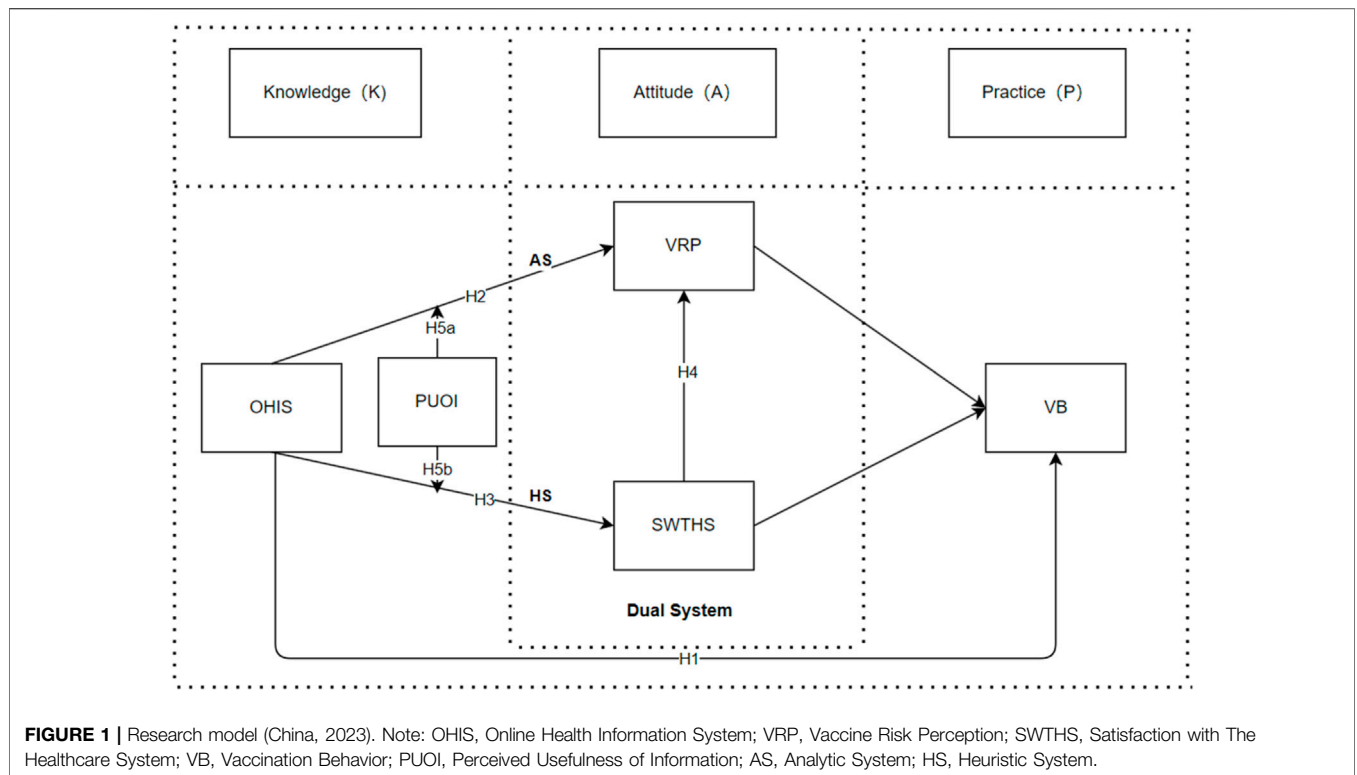 Knowledge (K)
Attitude (A)
Practice (P)
VRP
AS
H2
H5a
OHIS
PUOI
H4
VB
H5b
H3
HS
SWTHS
Dual System
H1
FIGURE 1 | Research model (China, 2023). Note: OHIS, Online Health Information System; VRP, Vaccine Risk Perception; SWTHS, Satisfaction with The
Healthcare System; VB, Vaccination Behavior; PUOI, Perceived Usefulness of Information; AS, Analytic System; HS, Heuristic System.